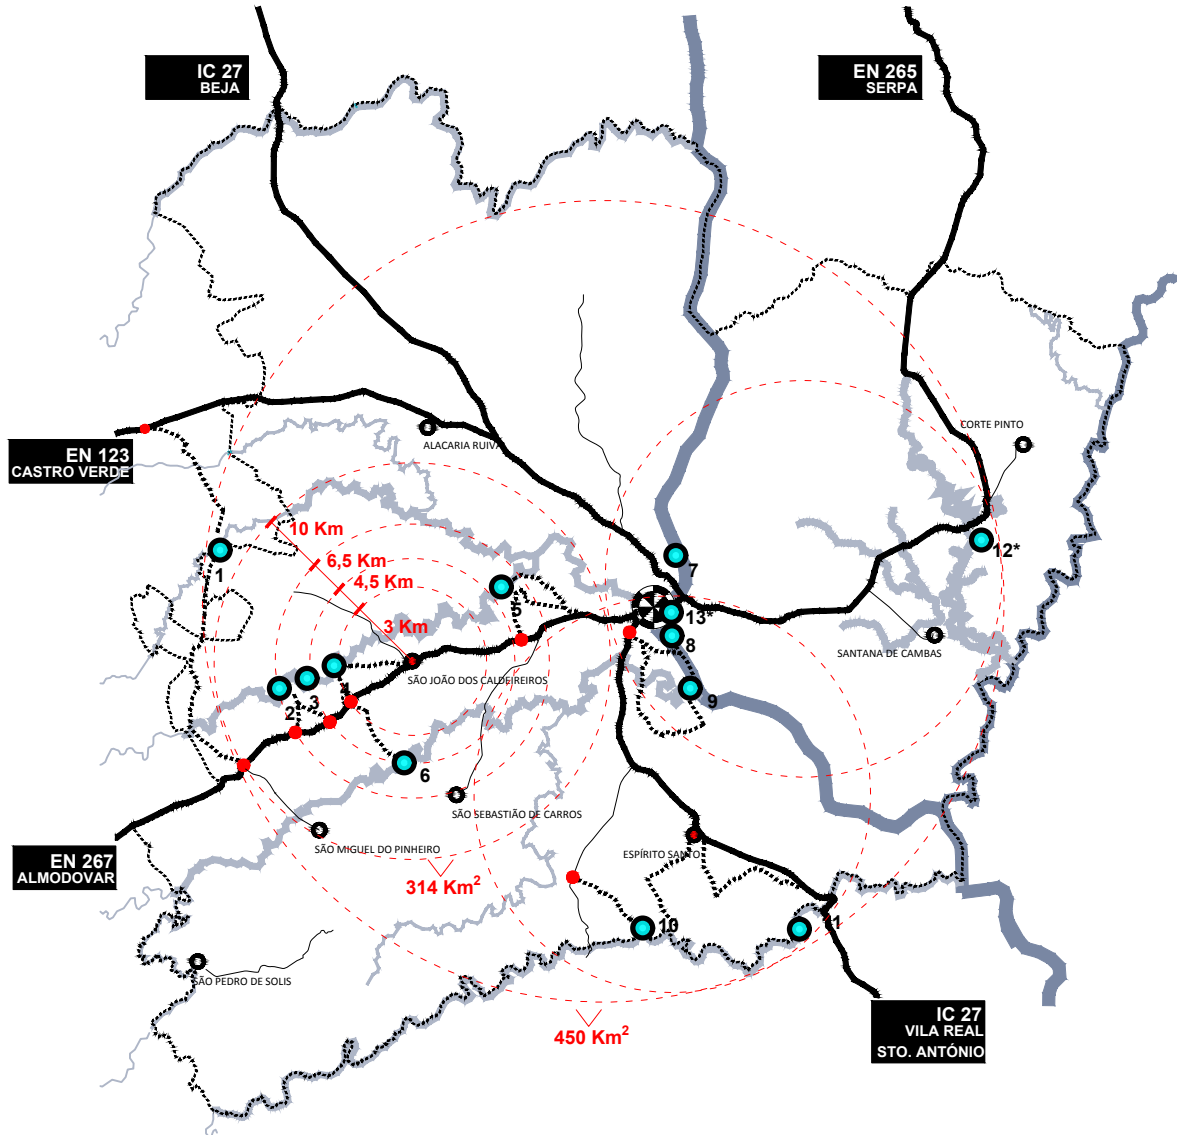 IC 27
BEJA
EN 265
SERPA
CORTE PINTO
ALACARIA RUIVA
EN 123
CASTRO VERDE
10 Km
6,5 Km
4,5 Km
3 Km
1
5
7
12*
13*
8
SANTANA DE CAMBAS
SÃO JOÃO DOS CALDEIREIROS
4
3
2
9
6
SÃO SEBASTIÃO DE CARROS
SÃO MIGUEL DO PINHEIRO
ESPÍRITO SANTO
EN 267
ALMODOVAR
314 Km²
10
11
SÃO PEDRO DE SOLIS
450 Km²
IC 27
VILA REAL
STO. ANTÓNIO